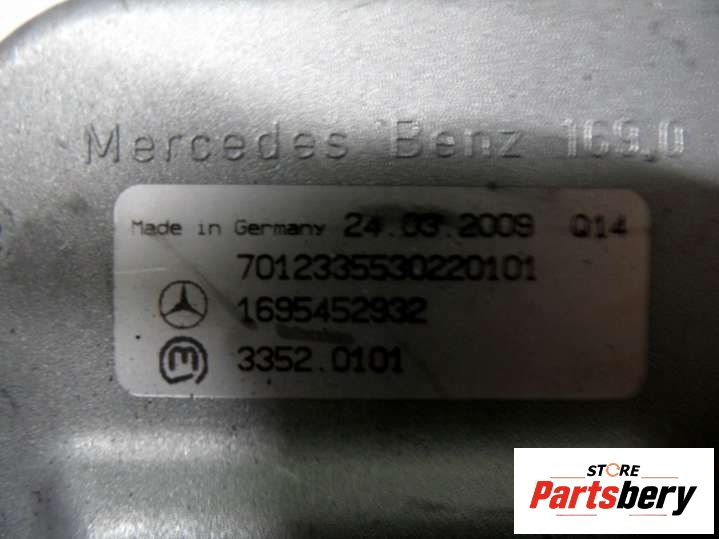 Mercedes Benz 169.0
Made in Germany 24.03.2009 Q14
7012335530220101
1695452932
3352.0101
STORE
Partsbery